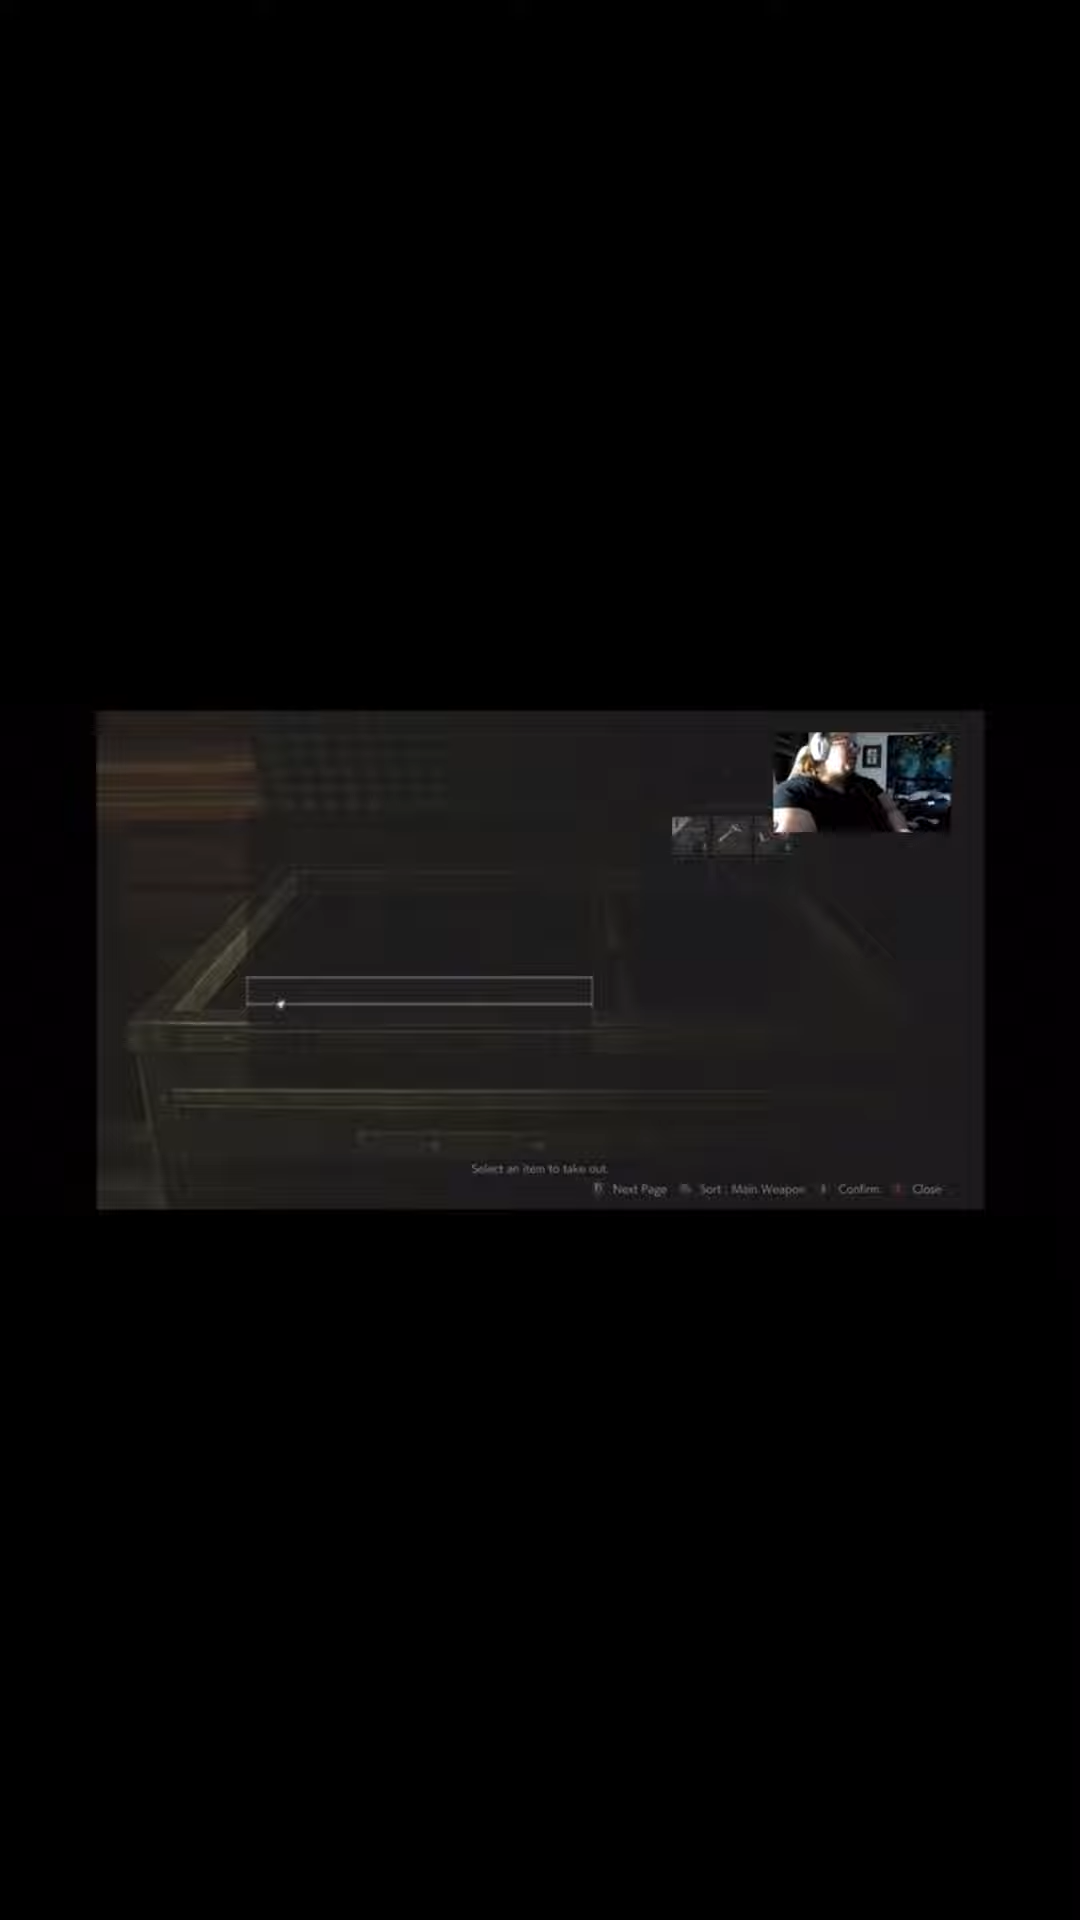 Select an item to take out.
Next Page Sort : Main Weapon Confirm Close